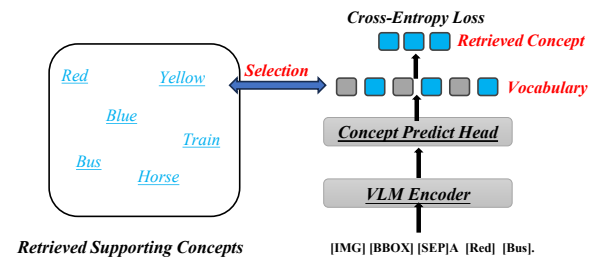 Cross-Entropy Loss
Retrieved Concept
Red
Yellow
Selection
Vocabulary
Blue
Train
Concept Predict Head
Bus
Horse
VLM Encoder
Retrieved Supporting Concepts
[IMG] [BBOX] [SEP]A [Red] [Bus].